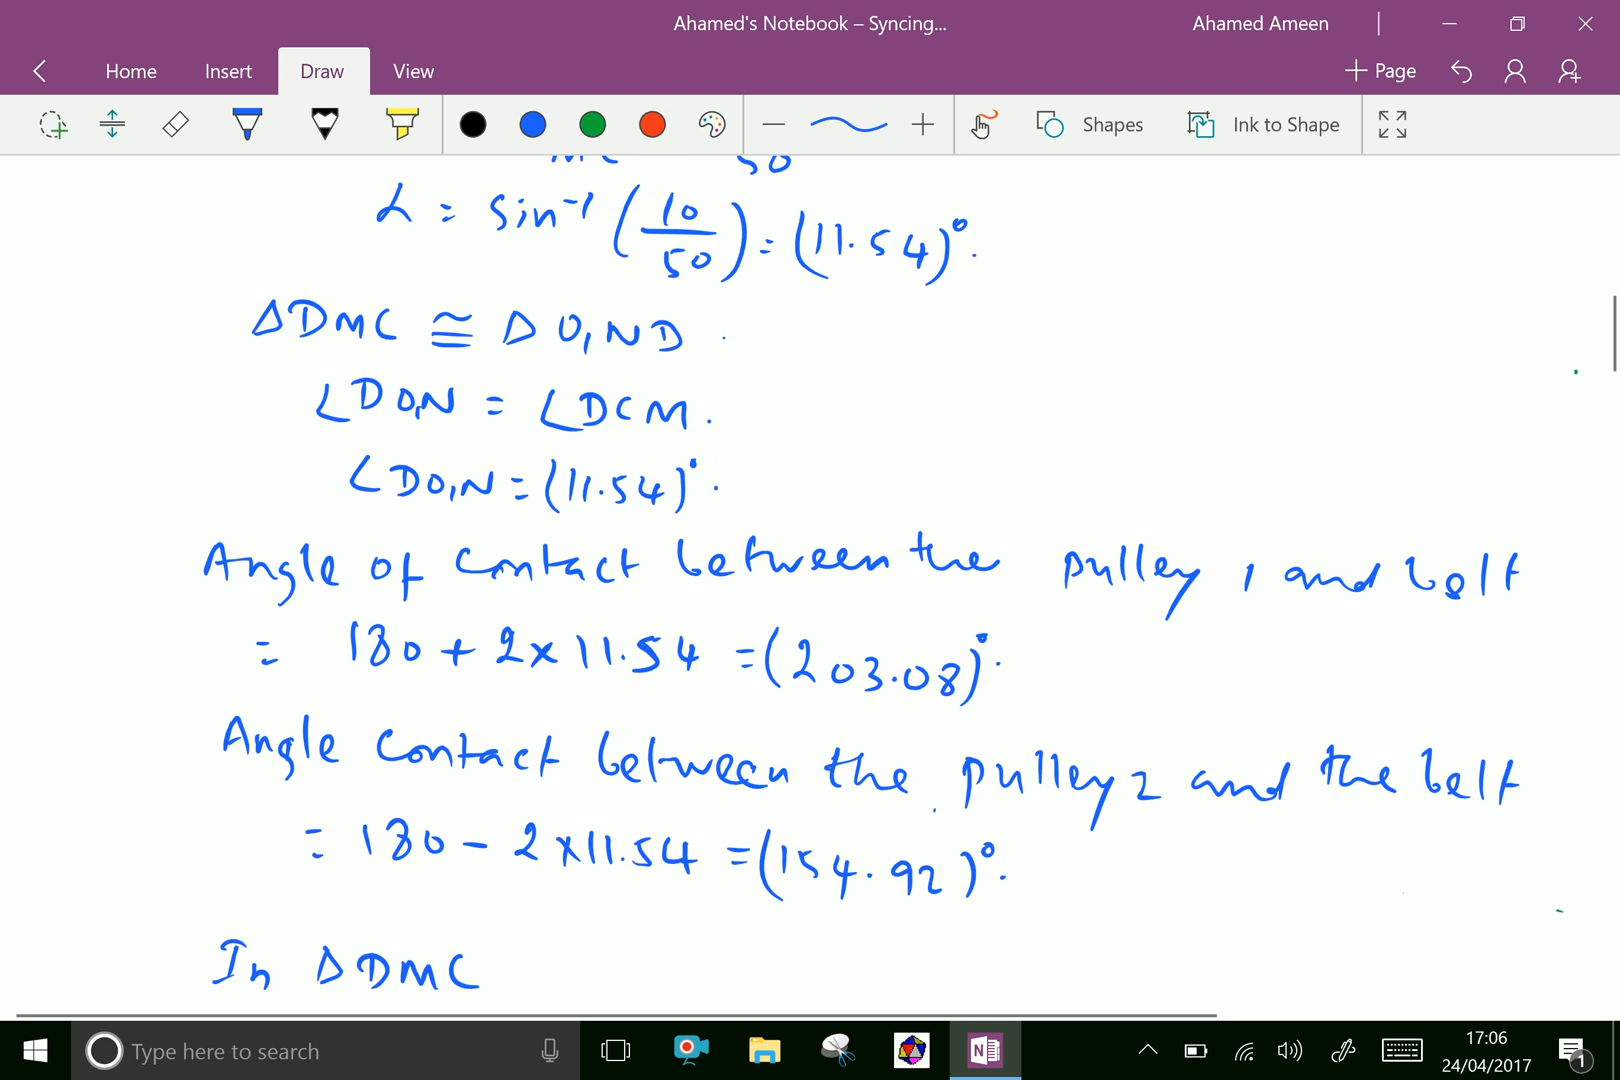 Ahamed's Notebook – Syncing...
Ahamed Ameen
Home Insert Draw View
Page
Shapes
Ink to Shape
MC 50
α = sin⁻¹ (10/50) = (11.54)°.
ΔDMC ≅ ΔO₁ND.
∠DO₁N = ∠DCM.
∠DO₁N = (11.54)°.
Angle of contact between the pulley 1 and belt
= 180 + 2 × 11.54 = (203.08)°.
Angle contact between the pulley 2 and the belt
= 180 - 2 × 11.54 = (154.92)°.
In ΔDMC
Type here to search
17:06
24/04/2017
1